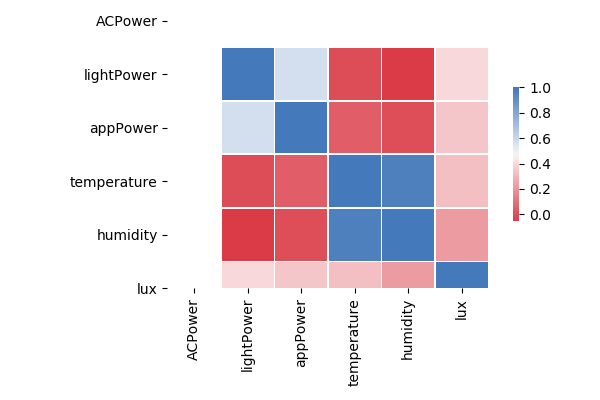 ACPower
lightPower
appPower
temperature
humidity
lux
1.0
0.8
0.6
0.4
0.2
0.0
ACPower
lightPower
appPower
temperature
humidity
lux